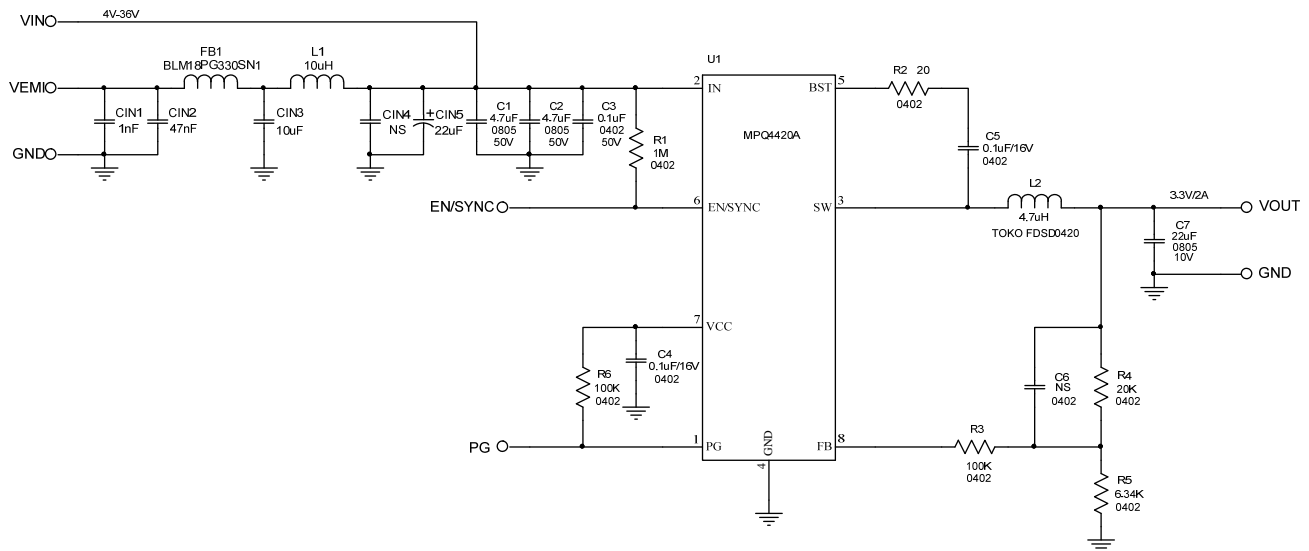 VIN
4V-36V
FB1
BLM18PG330SN1
L1
10uH
VEMI
CIN1
1nF
CIN2
47nF
CIN3
10uF
CIN4
NS
+
CIN5
22uF
C1
4.7uF
0805
50V
C2
4.7uF
0805
50V
C3
0.1uF
0402
50V
R1
1M
0402
GND
EN/SYNC
U1
MPQ4420A
2
IN
6
EN/SYNC
7
VCC
1
PG
4
GND
5
BST
3
SW
8
FB
R2 20
0402
C5
0.1uF/16V
0402
L2
4.7uH
TOKO FDSD0420
3.3V/2A
VOUT
C7
22uF
0805
10V
GND
C4
0.1uF/16V
0402
R6
100K
0402
PG
C6
NS
0402
R4
20K
0402
R3
100K
0402
R5
6.34K
0402